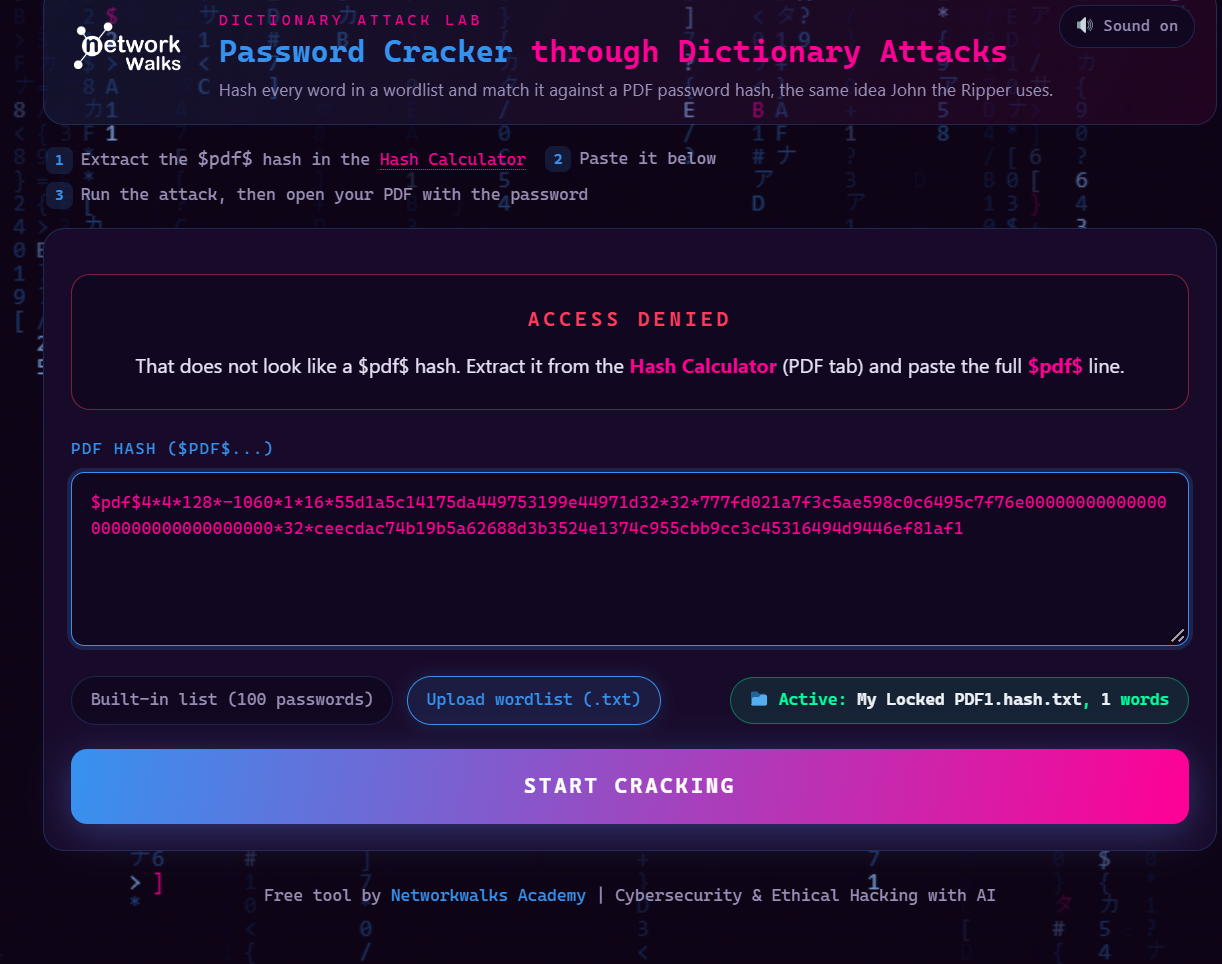 DICTIONARY ATTACK LAB
network
Walks
Password Cracker through Dictionary Attacks
Sound on
Hash every word in a wordlist and match it against a PDF password hash, the same idea John the Ripper uses.
1 Extract the $pdf$ hash in the Hash Calculator 2 Paste it below
3 Run the attack, then open your PDF with the password
ACCESS DENIED
That does not look like a $pdf$ hash. Extract it from the Hash Calculator (PDF tab) and paste the full $pdf$ line.
PDF HASH ($PDF$...)
$pdf$4*4*128*-1060*1*16*55d1a5c14175da449753199e44971d32*32*777fd021a7f3c5ae598c0c6495c7f76e00000000000000
000000000000000000*32*ceecdac74b19b5a62688d3b3524e1374c955cbb9cc3c45316494d9446ef81af1
Built-in list (100 passwords)
Upload wordlist (.txt)
Active: My Locked PDF1.hash.txt, 1 words
START CRACKING
Free tool by Networkwalks Academy | Cybersecurity & Ethical Hacking with AI